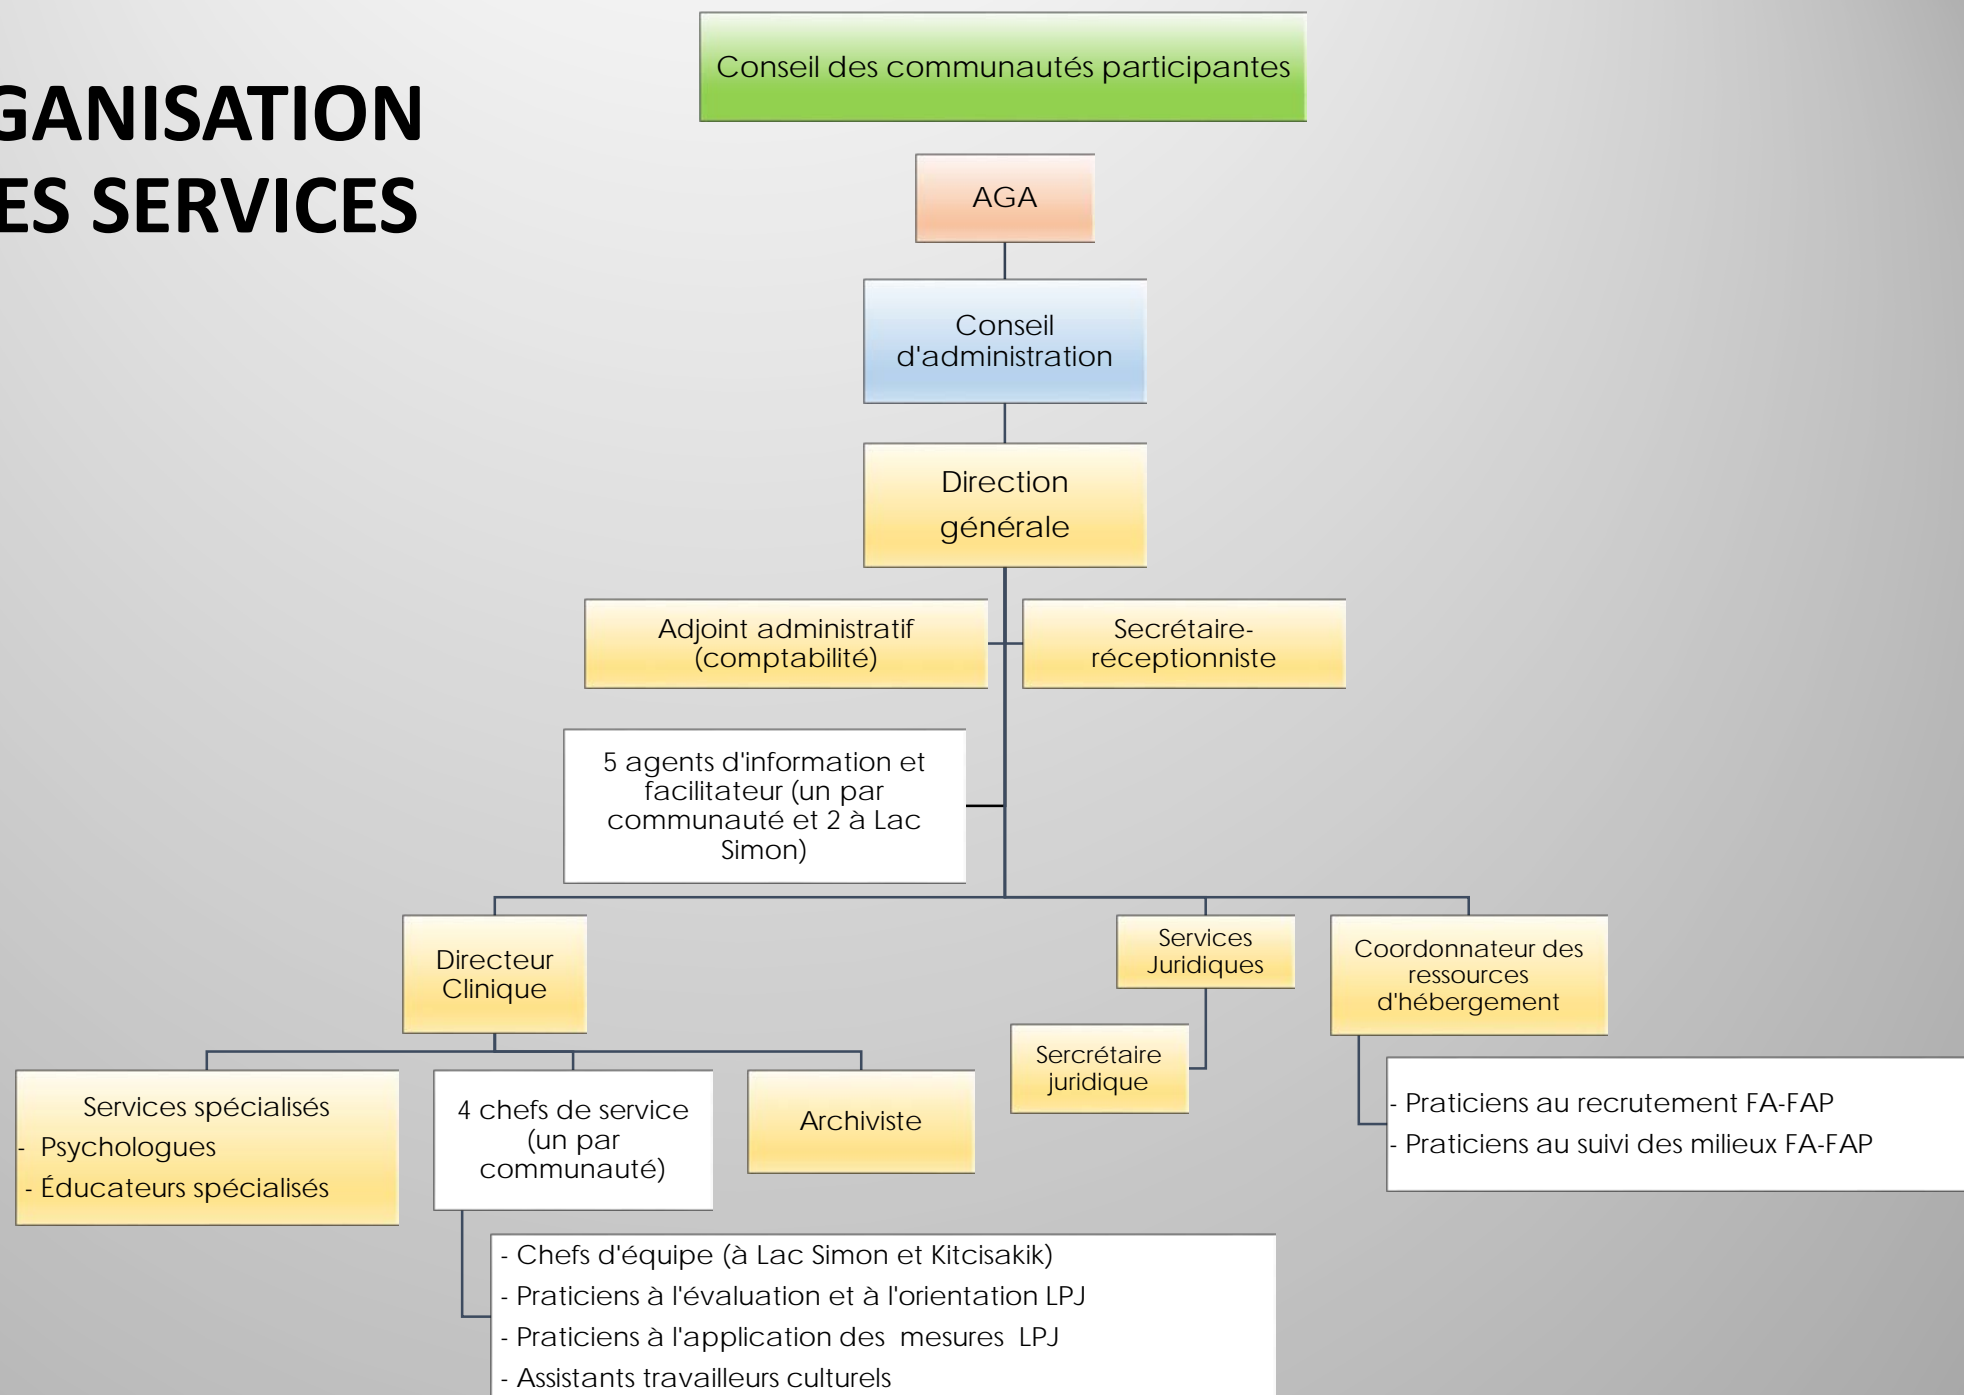 GANISATION
ES SERVICES
Conseil des communautés participantes
AGA
Conseil
d'administration
Direction
générale
Adjoint administratif
(comptabilité)
Secrétaire-
réceptionniste
5 agents d'information et
facilitateur (un par
communauté et 2 à Lac
Simon)
Directeur
Clinique
Services
Juridiques
Coordonnateur des
ressources
d'hébergement
Sercrétaire
juridique
- Praticiens au recrutement FA-FAP
- Praticiens au suivi des milieux FA-FAP
Services spécialisés
- Psychologues
- Éducateurs spécialisés
4 chefs de service
(un par
communauté)
Archiviste
- Chefs d'équipe (à Lac Simon et Kitcisakik)
- Praticiens à l'évaluation et à l'orientation LPJ
- Praticiens à l'application des mesures LPJ
- Assistants travailleurs culturels